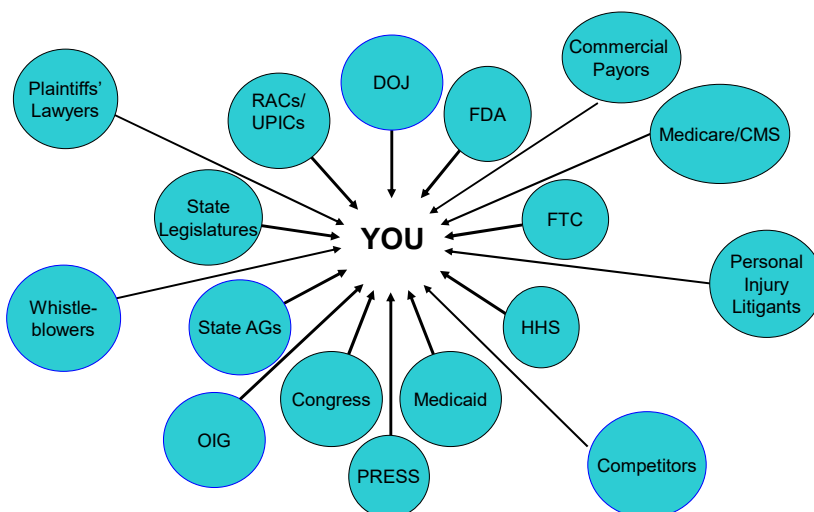 Commercial
Payors
Plaintiffs'
Lawyers
RACs/
UPICs
DOJ
FDA
Medicare/CMS
State
Legislatures
FTC
YOU
Personal
Injury
Litigants
Whistle-
blowers
State AGs
HHS
Congress
Medicaid
OIG
PRESS
Competitors